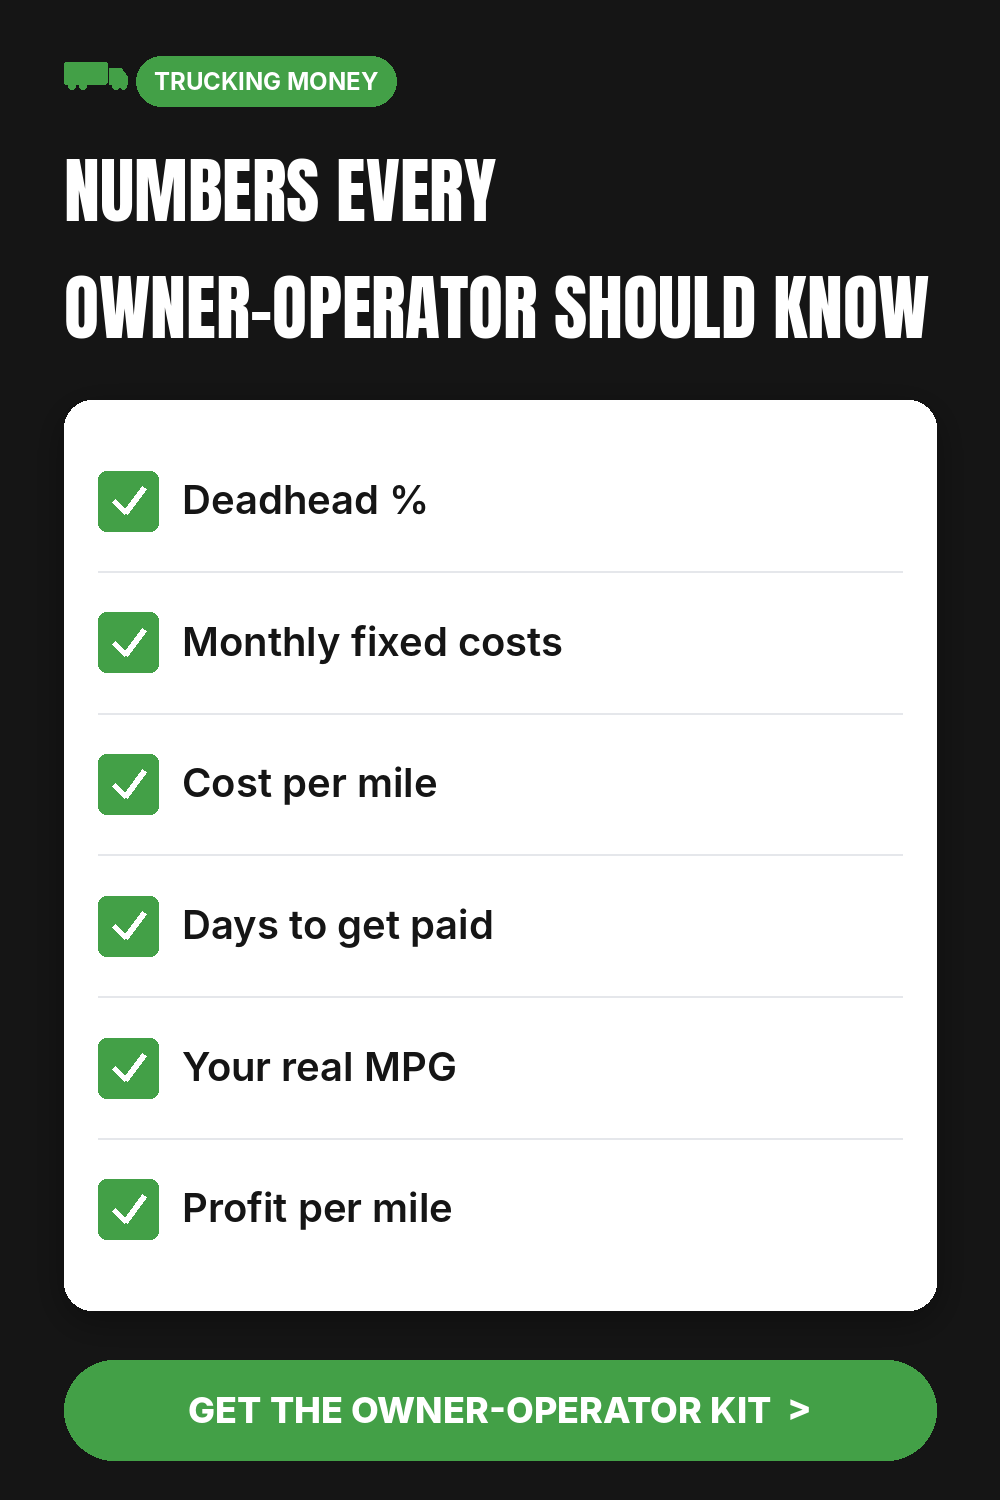 TRUCKING MONEY
NUMBERS EVERY
OWNER-OPERATOR SHOULD KNOW
Deadhead %
Monthly fixed costs
Cost per mile
Days to get paid
Your real MPG
Profit per mile
GET THE OWNER-OPERATOR KIT >